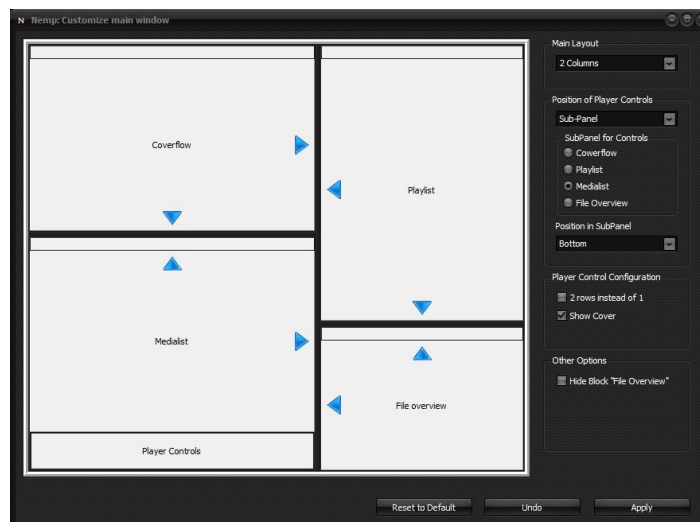 N Nemp: Customize main window
Coverflow
Playlist
Medialist
File overview
Player Controls
Main Layout
2 Columns
Position of Player Controls
Sub-Panel
SubPanel for Controls
Cowerflow
Playlist
Medialist
File Overview
Position in SubPanel
Bottom
Player Control Configuration
2 rows instead of 1
Show Cover
Other Options
Hide Block "File Overview"
Reset to Default
Undo
Apply